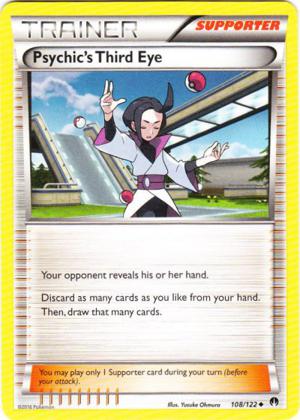 TRAINER
SUPPORTER
Psychic's Third Eye
Your opponent reveals his or her hand.
Discard as many cards as you like from your hand.
Then, draw that many cards.
You may play only 1 Supporter card during your turn (before
your attack).
©2016 Pokémon
Illus. Yusuke Ohmura
108/122